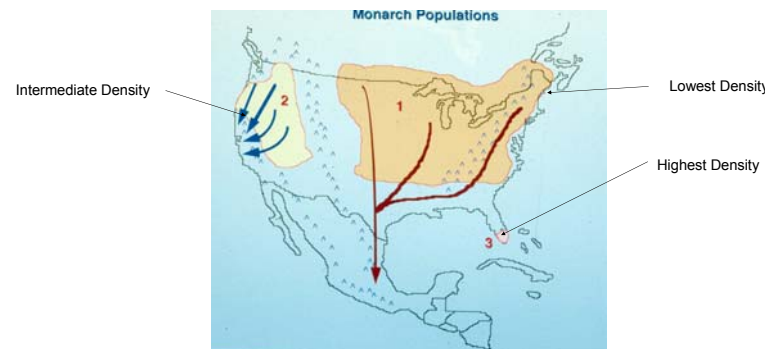 Monarch Populations
Intermediate Density
2
1
Lowest Density
Highest Density
3